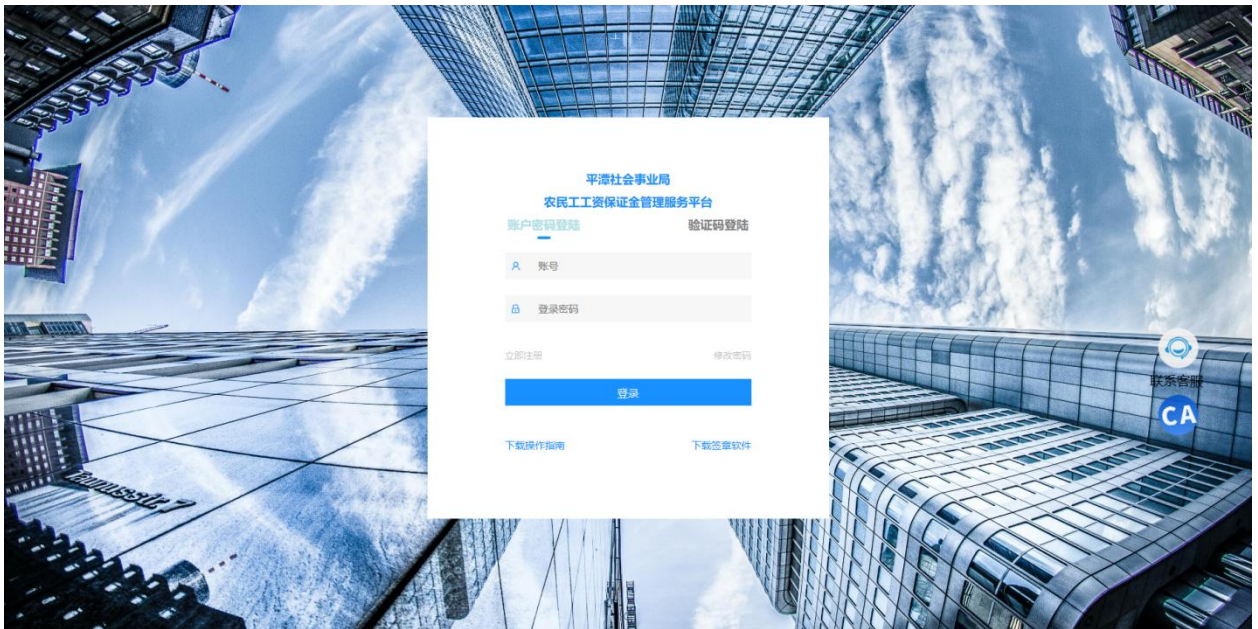 平潭社会事业局
农民工工资保证金管理服务平台
账户密码登陆 验证码登陆
账号
登录密码
立即注册 修改密码
登录
下载操作指南 下载签章软件
联系客服
CA
Taunusstr. 7